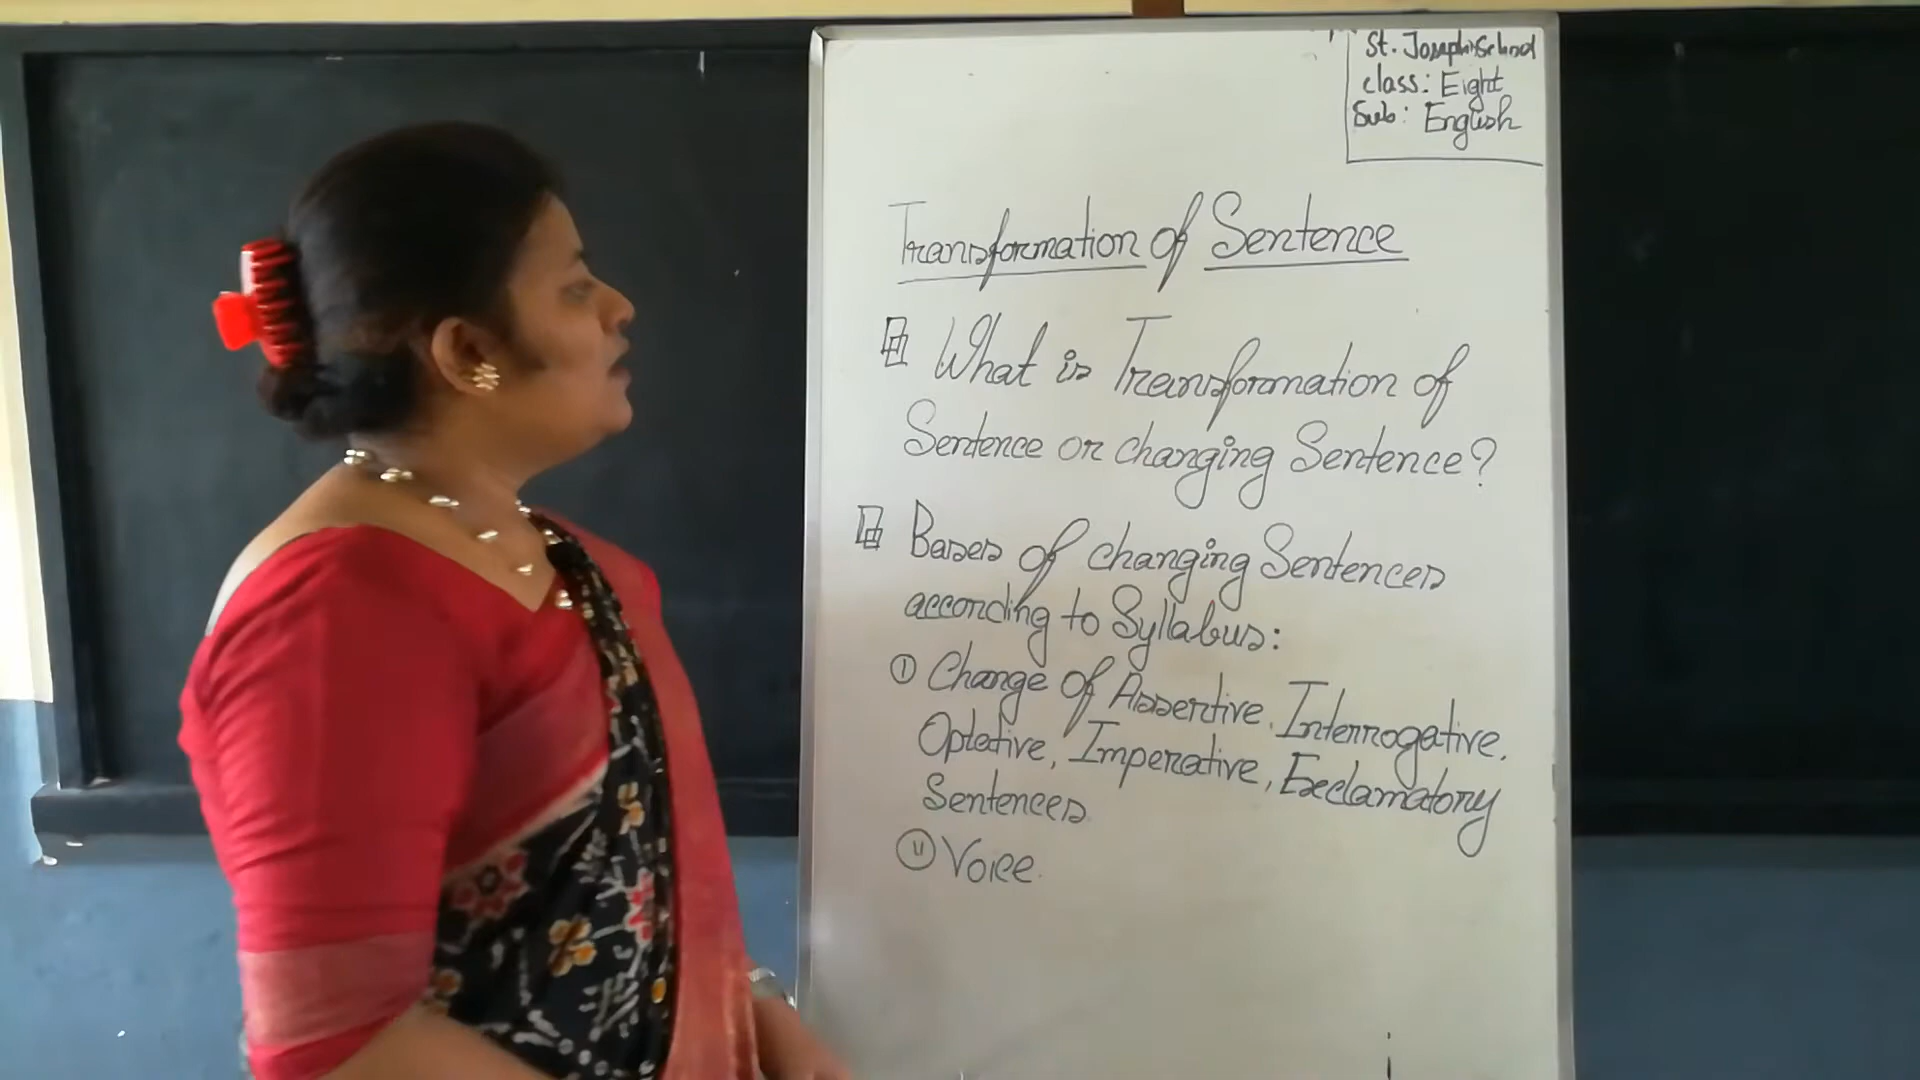 St. Joseph School
class: Eight
Sub: English
Transformation of Sentence
What is Transformation of
Sentence or changing Sentence?
Bases of changing Sentences
according to Syllabus:
(I) Change of Assertive, Interrogative,
Optative, Imperative, Exclamatory
Sentences
(II) Voice.